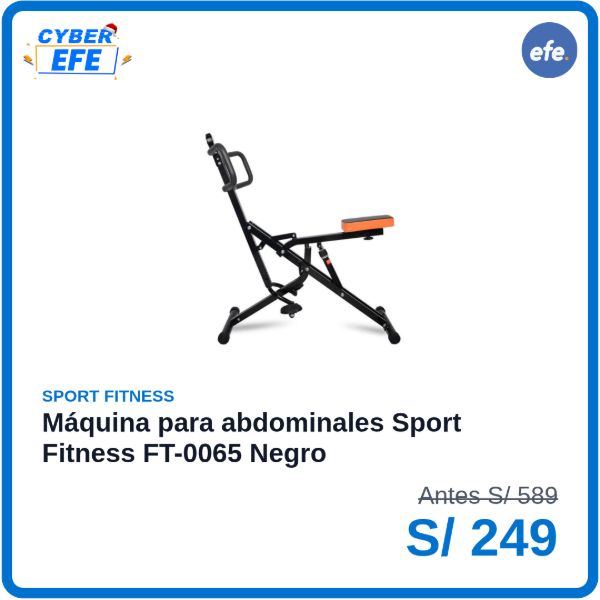 CYBER
EFE
efe.
SPORT FITNESS
Máquina para abdominales Sport
Fitness FT-0065 Negro
Antes S/ 589
S/ 249